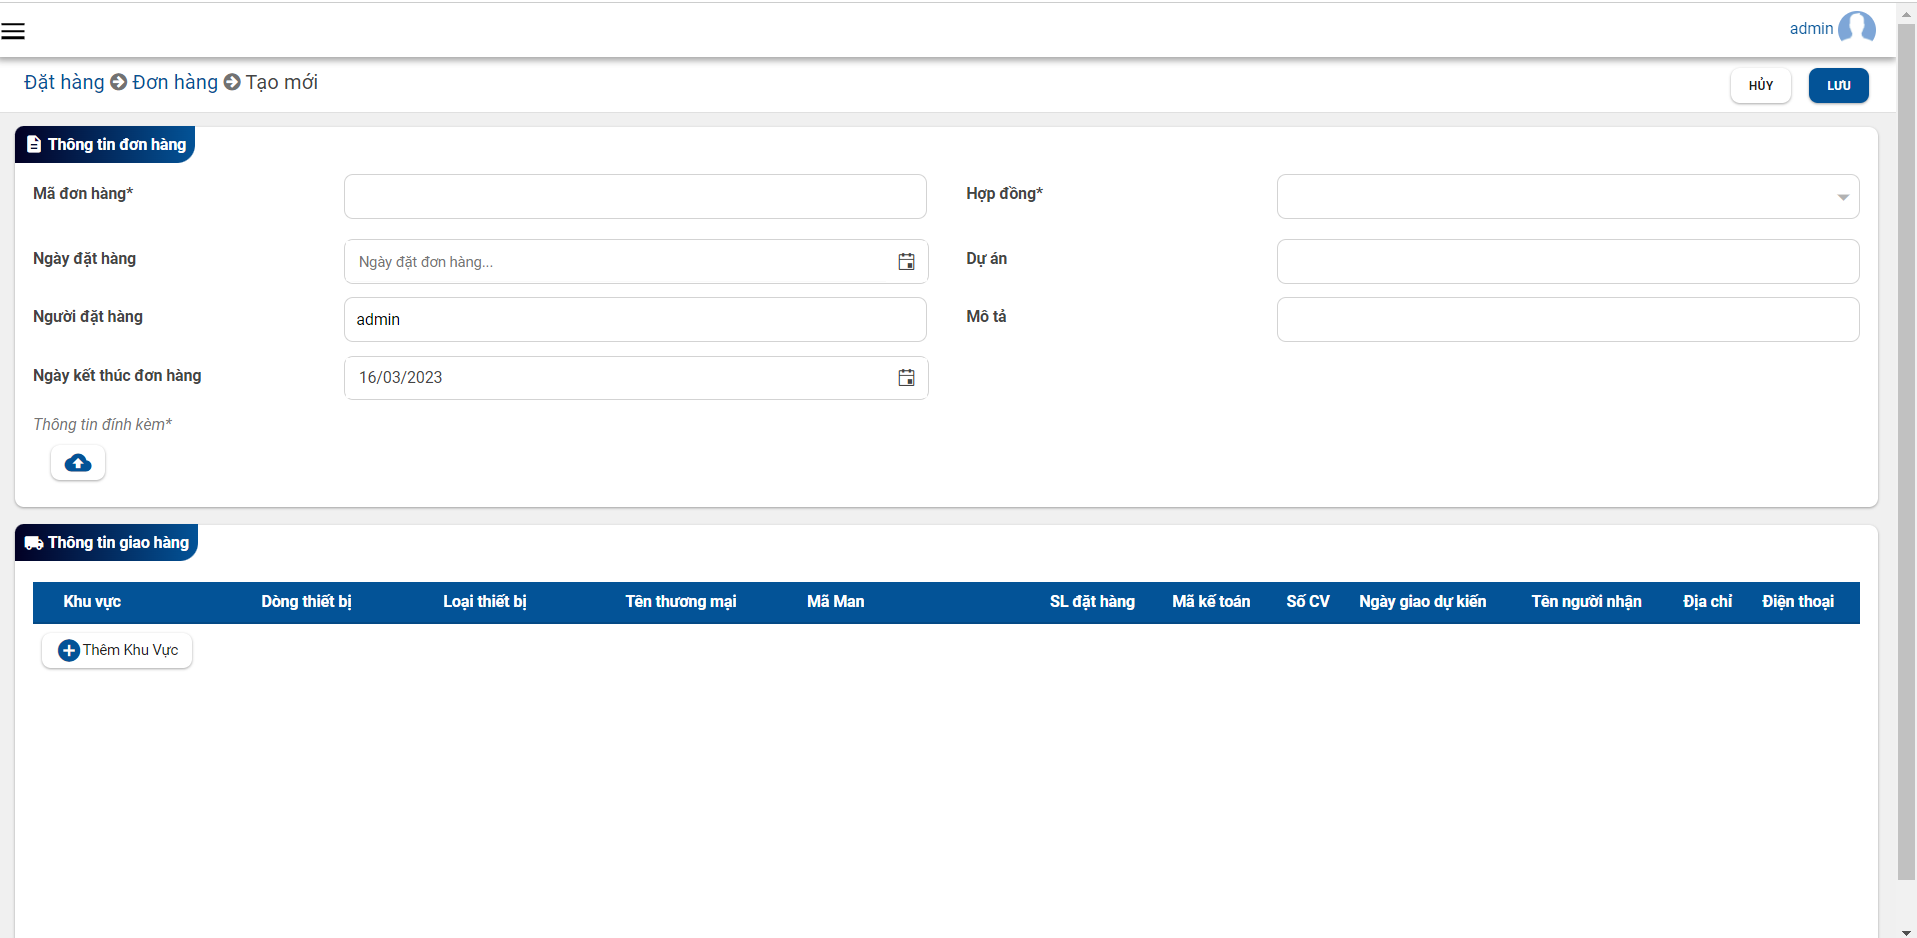 admin
Đặt hàng Đơn hàng Tạo mới
HỦY
LƯU
Thông tin đơn hàng
Mã đơn hàng*
Hợp đồng*
Ngày đặt hàng
Ngày đặt đơn hàng...
Dự án
Người đặt hàng
admin
Mô tả
Ngày kết thúc đơn hàng
16/03/2023
Thông tin đính kèm*
Thông tin giao hàng
Khu vực Dòng thiết bị Loại thiết bị Tên thương mại Mã Man SL đặt hàng Mã kế toán Số CV Ngày giao dự kiến Tên người nhận Địa chỉ Điện thoại
Thêm Khu Vực